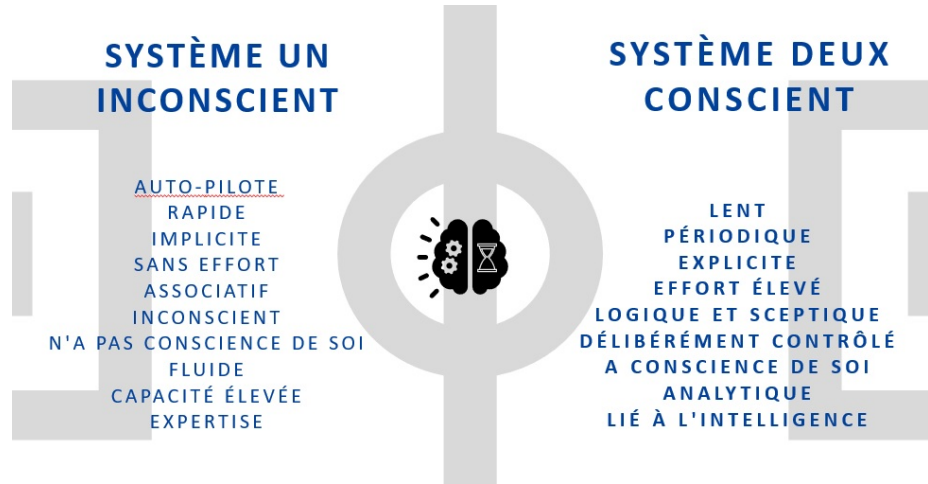 SYSTÈME UN
INCONSCIENT
AUTO-PILOTE
RAPIDE
IMPLICITE
SANS EFFORT
ASSOCIATIF
INCONSCIENT
N'A PAS CONSCIENCE DE SOI
FLUIDE
CAPACITÉ ÉLEVÉE
EXPERTISE
SYSTÈME DEUX
CONSCIENT
LENT
PÉRIODIQUE
EXPLICITE
EFFORT ÉLEVÉ
LOGIQUE ET SCEPTIQUE
DÉLIBÉRÉMENT CONTRÔLÉ
A CONSCIENCE DE SOI
ANALYTIQUE
LIÉ À L'INTELLIGENCE